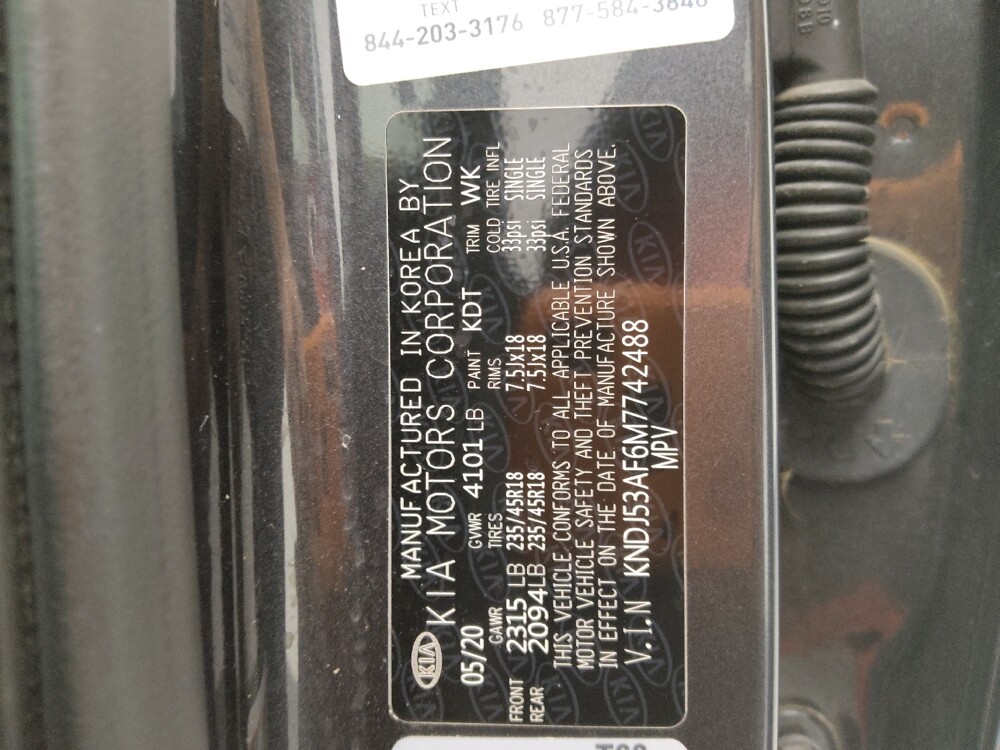 TEXT
844-203-3176 877-584-3848
KIA
MANUFACTURED IN KOREA BY
KIA MOTORS CORPORATION
05/20 GVWR 4101 LB PAINT KDT TRIM WK
GAWR TIRES RIMS COLD TIRE INFL
FRONT 2315 LB 235/45R18 7.5Jx18 33psi SINGLE
REAR 2094LB 235/45R18 7.5Jx18 33psi SINGLE
THIS VEHICLE CONFORMS TO ALL APPLICABLE U.S.A. FEDERAL
MOTOR VEHICLE SAFETY AND THEFT PREVENTION STANDARDS
IN EFFECT ON THE DATE OF MANUFACTURE SHOWN ABOVE.
V.I.N KNDJ53AF6M7742488
MPV